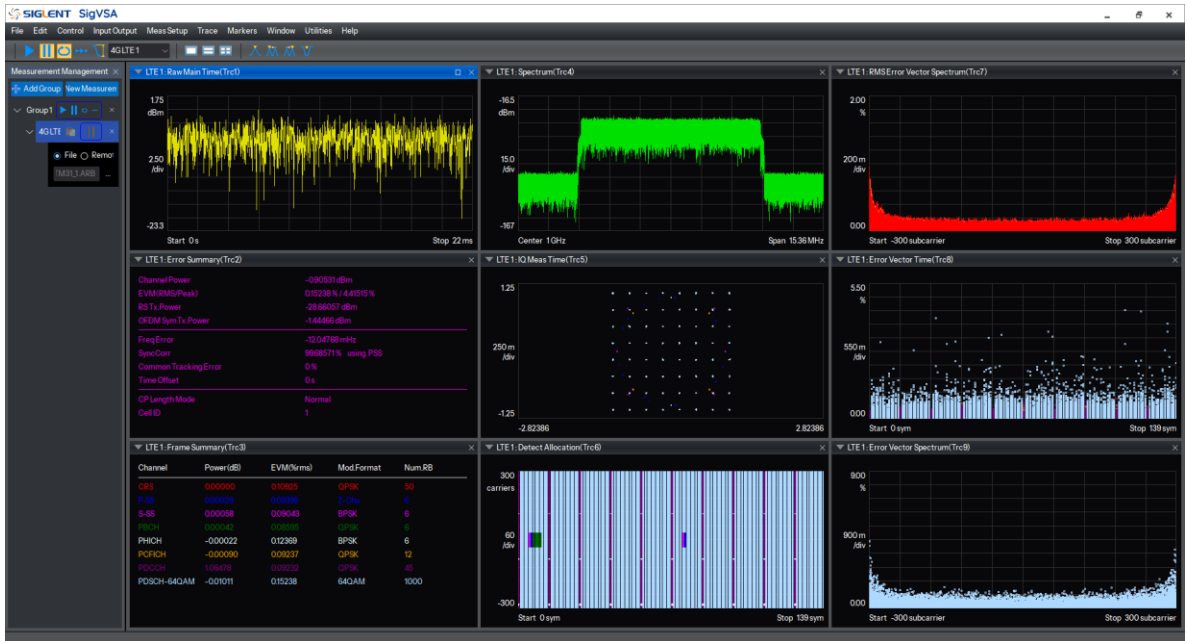 SIGLENT SigVSA
File Edit Control Input Output Meas Setup Trace Markers Window Utilities Help
4G LTE 1
Measurement Management
Add Group New Measuren
Group1
4G LTE
File Remot
TM31_1.ARB ...
LTE 1: Raw Main Time(Trc1)
17.5
dBm
2.50
/div
-23.3
Start 0 s Stop 22 ms
LTE 1: Spectrum(Trc4)
-16.5
dBm
15.0
/div
-167
Center 1 GHz Span 15.36 MHz
LTE 1: RMS Error Vector Spectrum(Trc7)
2.00
%
200 m
/div
0.00
Start -300 subcarrier Stop 300 subcarrier
LTE 1: Error Summary(Trc2)
Channel Power -0.90531 dBm
EVM(RMS/Peak) 0.15236 % / 4.41515 %
RS Tx. Power -28.66057 dBm
OFDM Sym.Tx. Power -1.44466 dBm
Freq Error -12.04768 mHz
Sync Corr 99.68571 % using PSS
Common Tracking Error 0 %
Time Offset 0 s
CP Length Mode Normal
Cell ID 1
LTE 1: IQ Meas Time(Trc5)
1.25
250 m
/div
-1.25
-2.82386 2.82386
LTE 1: Error Vector Time(Trc8)
5.50
%
550 m
/div
0.00
Start 0 sym Stop 139 sym
LTE 1: Frame Summary(Trc3)
Channel Power(dB) EVM(%rms) Mod.Format Num.RB
CRS 0.00000 0.10925 QPSK 50
P-SS Z-Chu 6
S-SS 0.00058 0.09043 BPSK 6
PBCH 0.00042 0.08595 QPSK 6
PHICH -0.00022 0.12369 BPSK 6
PCFICH -0.00090 0.09237 QPSK 12
PDCCH 1.06478 0.09232 QPSK 45
PDSCH-64QAM -0.01011 0.15238 64QAM 1000
LTE 1: Detect Allocation(Trc6)
300
carriers
60
/div
-300
Start 0 sym Stop 139 sym
LTE 1: Error Vector Spectrum(Trc9)
9.00
%
900 m
/div
0.00
Start -300 subcarrier Stop 300 subcarrier